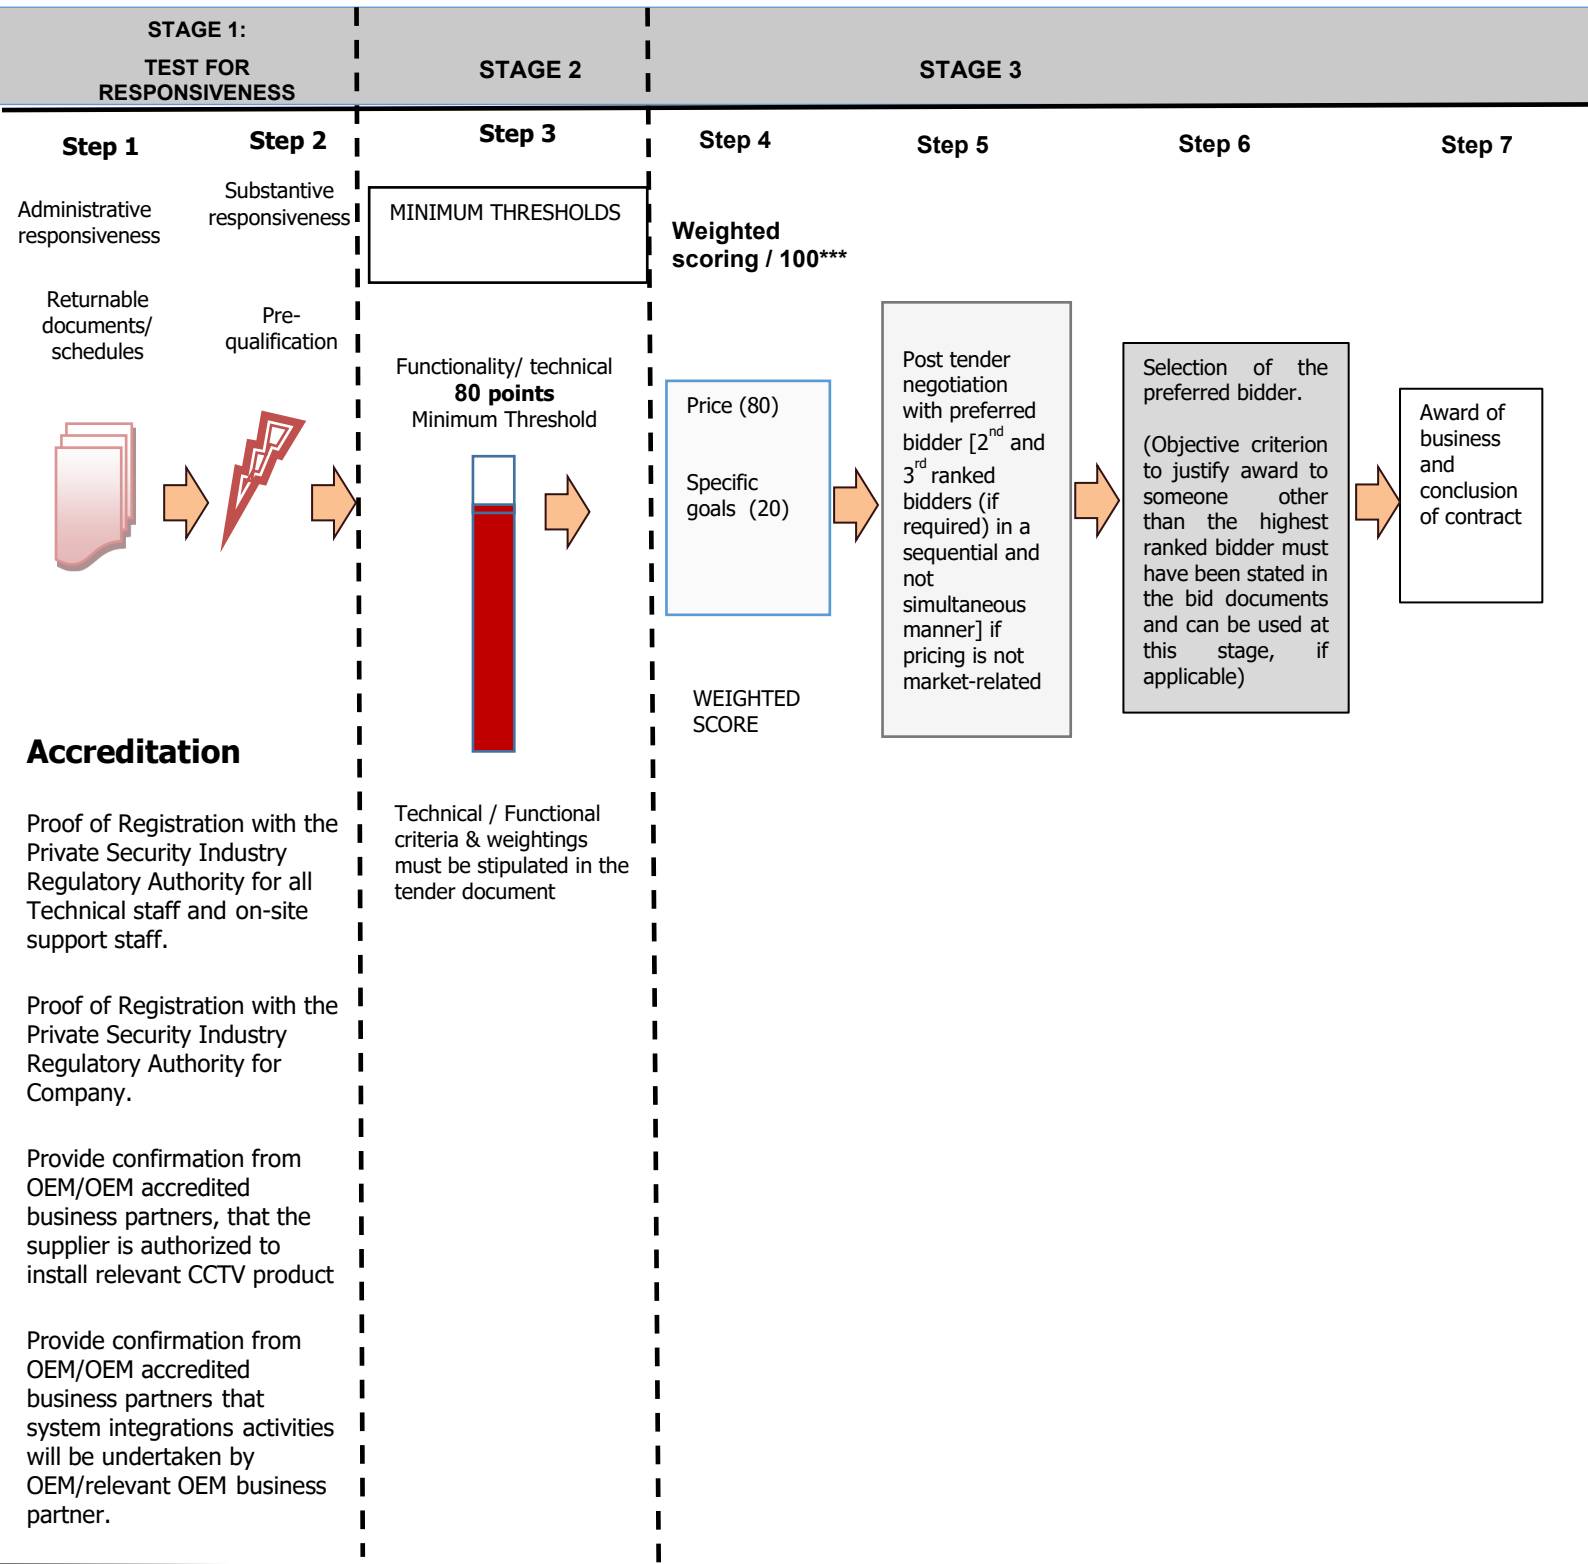 STAGE 1:
TEST FOR
RESPONSIVENESS
STAGE 2
STAGE 3
Step 1
Step 2
Step 3
Step 4
Step 5
Step 6
Step 7
Administrative
responsiveness
Returnable
documents/
schedules
Substantive
responsiveness
Pre-
qualification
MINIMUM THRESHOLDS
Functionality/ technical
80 points
Minimum Threshold
Technical / Functional
criteria & weightings
must be stipulated in the
tender document
Weighted
scoring / 100***
Price (80)
Specific
goals (20)
WEIGHTED
SCORE
Post tender
negotiation
with preferred
bidder [2nd and
3rd ranked
bidders (if
required) in a
sequential and
not
simultaneous
manner] if
pricing is not
market-related
Selection of the
preferred bidder.
(Objective criterion
to justify award to
someone other
than the highest
ranked bidder must
have been stated in
the bid documents
and can be used at
this stage, if
applicable)
Award of
business
and
conclusion
of contract
Accreditation
Proof of Registration with the
Private Security Industry
Regulatory Authority for all
Technical staff and on-site
support staff.
Proof of Registration with the
Private Security Industry
Regulatory Authority for
Company.
Provide confirmation from
OEM/OEM accredited
business partners, that the
supplier is authorized to
install relevant CCTV product
Provide confirmation from
OEM/OEM accredited
business partners that
system integrations activities
will be undertaken by
OEM/relevant OEM business
partner.